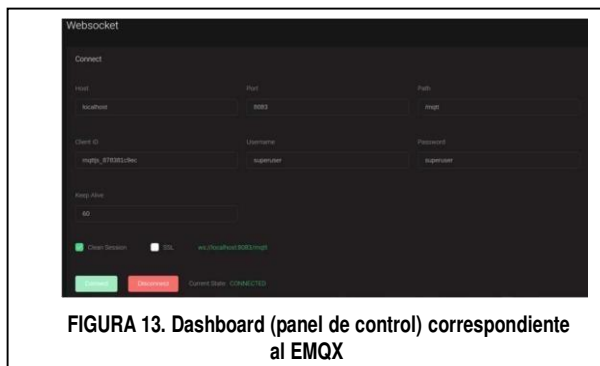 Websocket
Connect
Host Port Path
localhost 8083 /mqtt
Client ID Username Password
mqttjs_878381c9ec superuser superuser
Keep Alive
60
Clean Session SSL ws://localhost:8083/mqtt
Connect Disconnect Current State: CONNECTED
FIGURA 13. Dashboard (panel de control) correspondiente
al EMQX